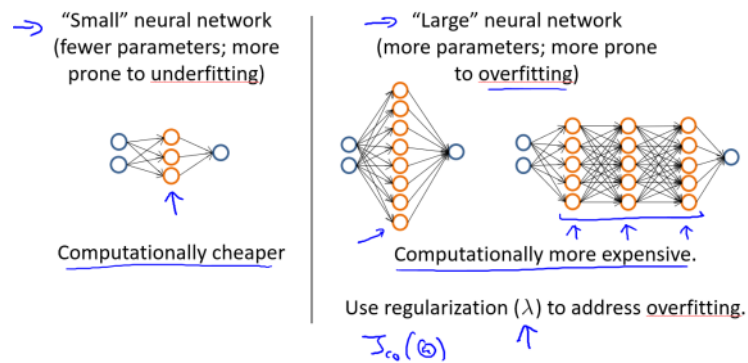 “Small” neural network
(fewer parameters; more
prone to underfitting)
Computationally cheaper
“Large” neural network
(more parameters; more prone
to overfitting)
Computationally more expensive.
Use regularization (λ) to address overfitting.
J_cv(Θ)